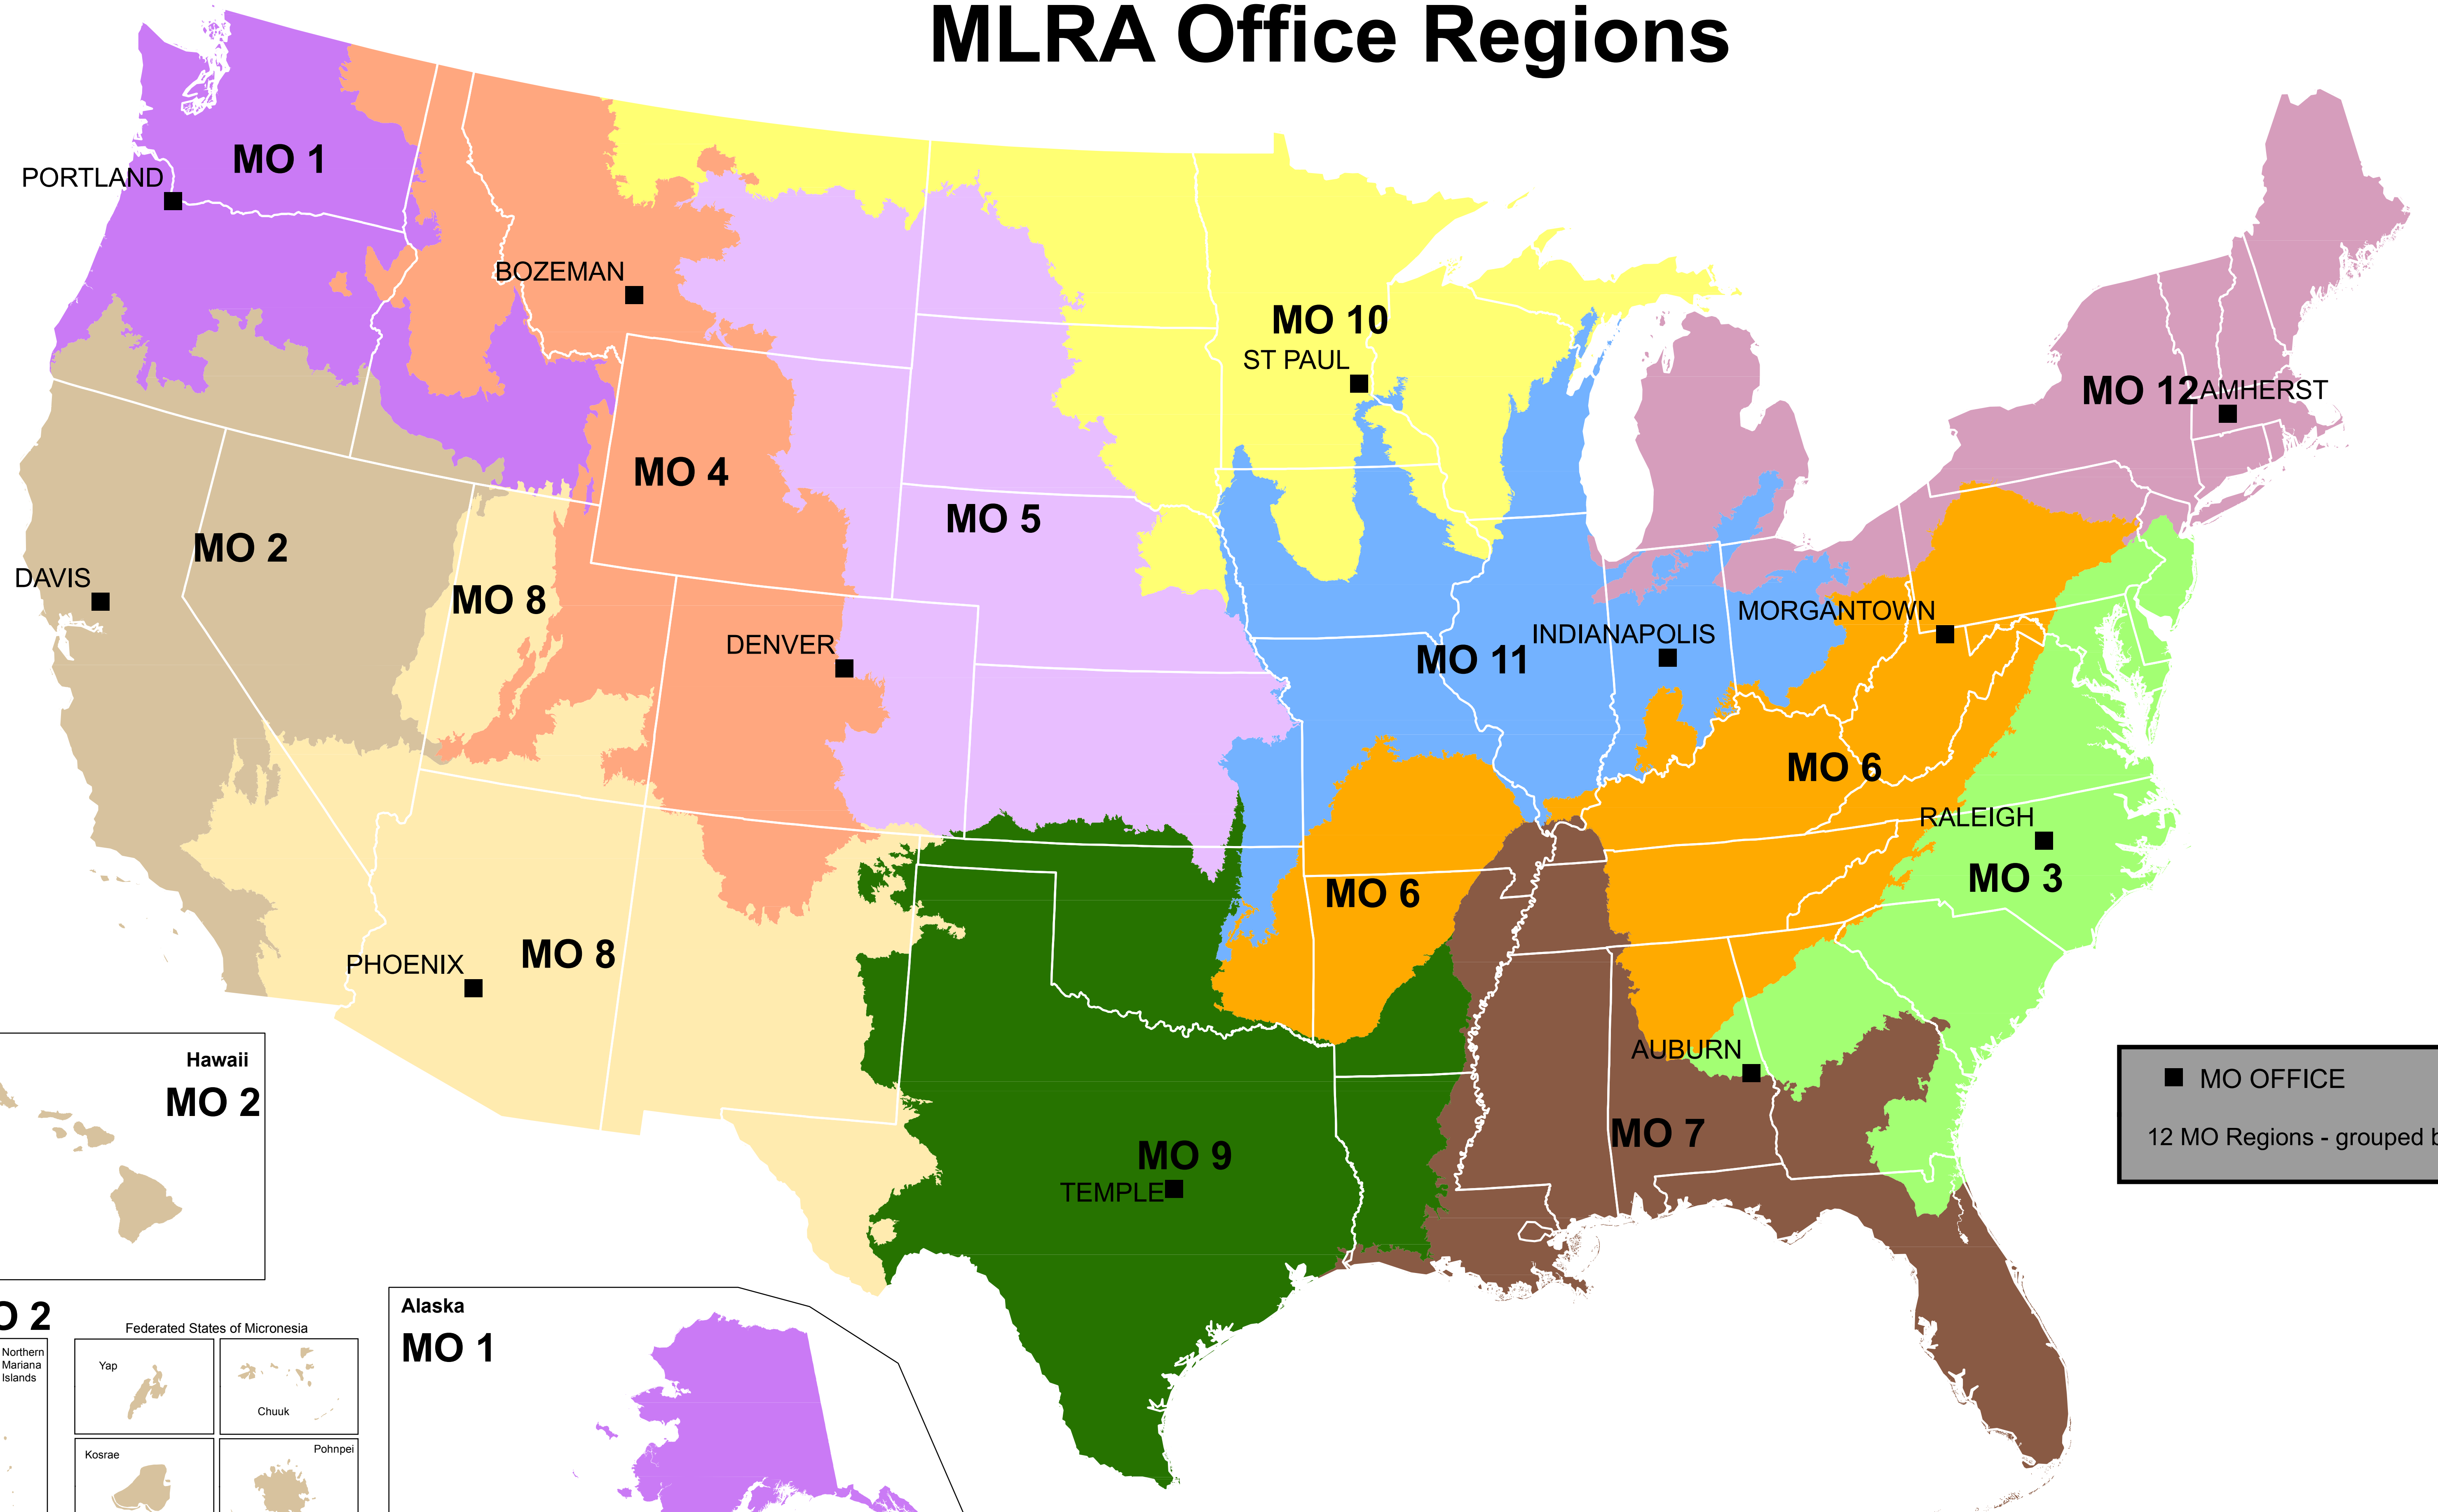 MLRA Office Regions
MO 1
PORTLAND
BOZEMAN
MO 10
ST PAUL
MO 12
AMHERST
MO 4
MO 5
MO 2
DAVIS
MO 8
DENVER
MORGANTOWN
INDIANAPOLIS
MO 11
MO 6
RALEIGH
MO 3
MO 6
MO 8
PHOENIX
AUBURN
MO 7
MO 9
TEMPLE
Hawaii
MO 2
MO OFFICE
12 MO Regions - grouped
O 2
Northern
Mariana
Islands
Federated States of Micronesia
Yap
Chuuk
Kosrae
Pohnpei
Alaska
MO 1